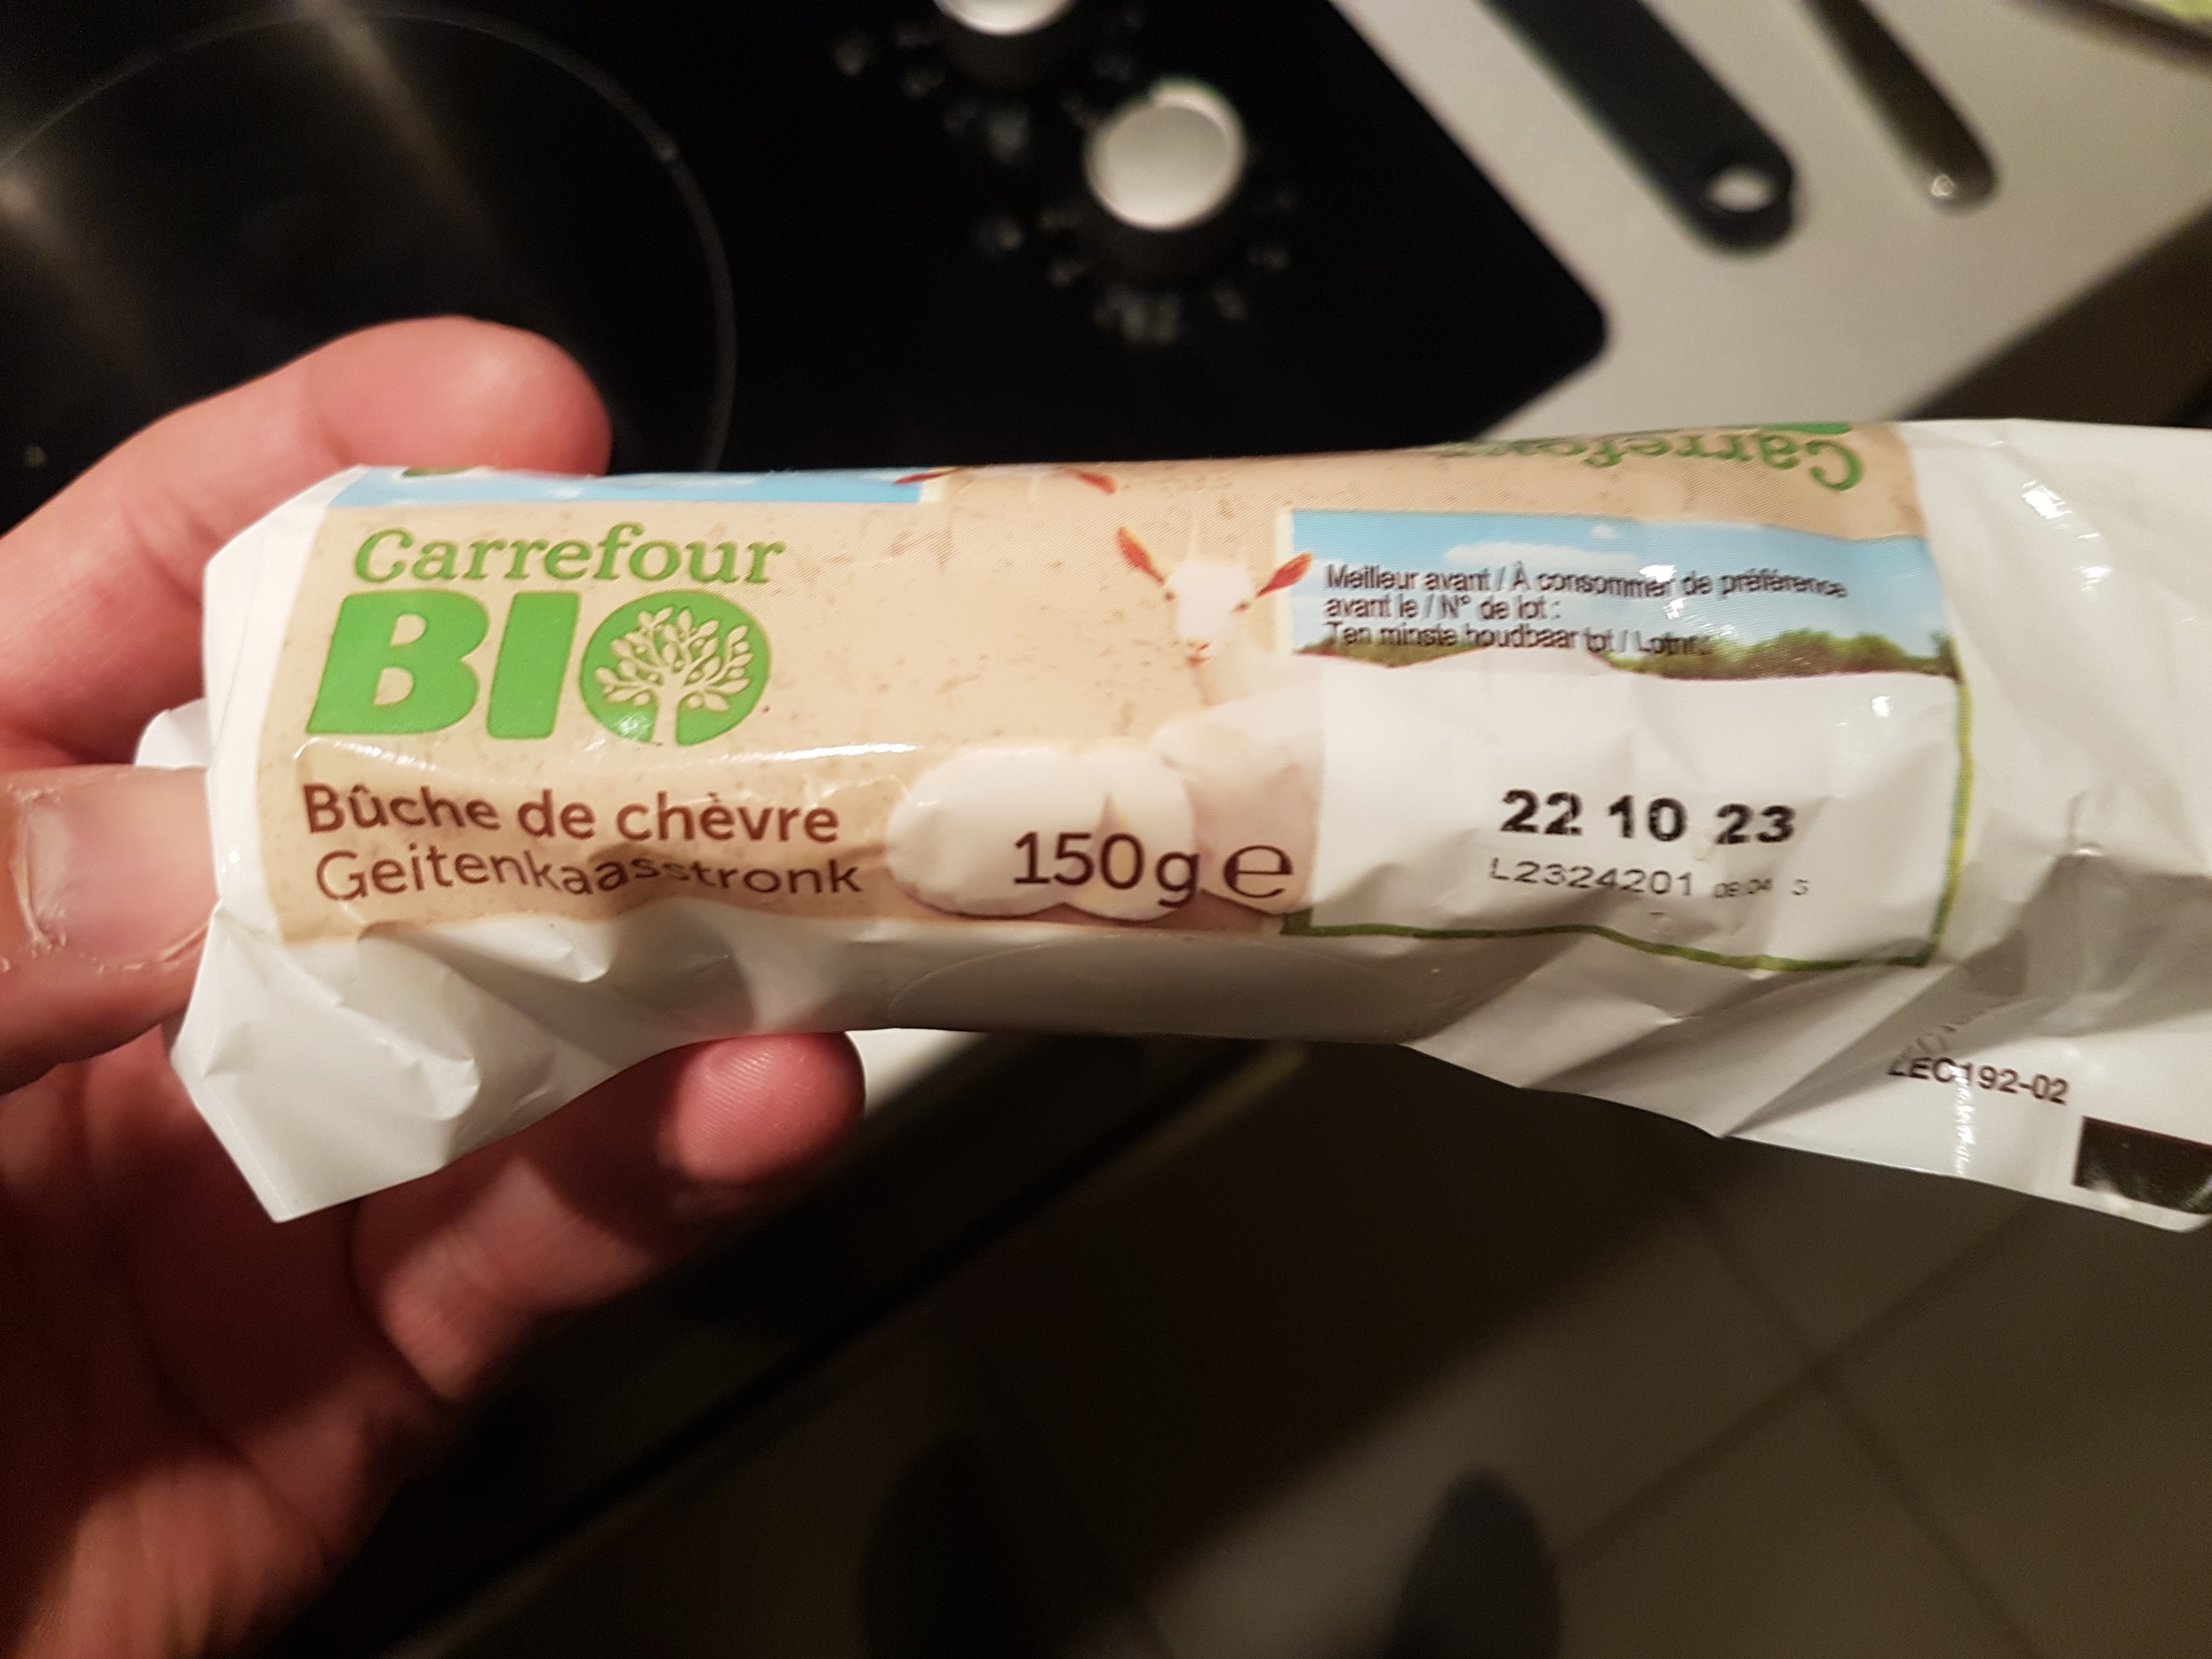 Carrefour
Carrefour
BIO
Bûche de chèvre
Geitenkaasstronk
150g e
Meilleur avant / À consommer de préférence
avant le / N° de lot :
Ten minste houdbaar tot / Lotnr.:
22 10 23
L2324201
ZEC192-02